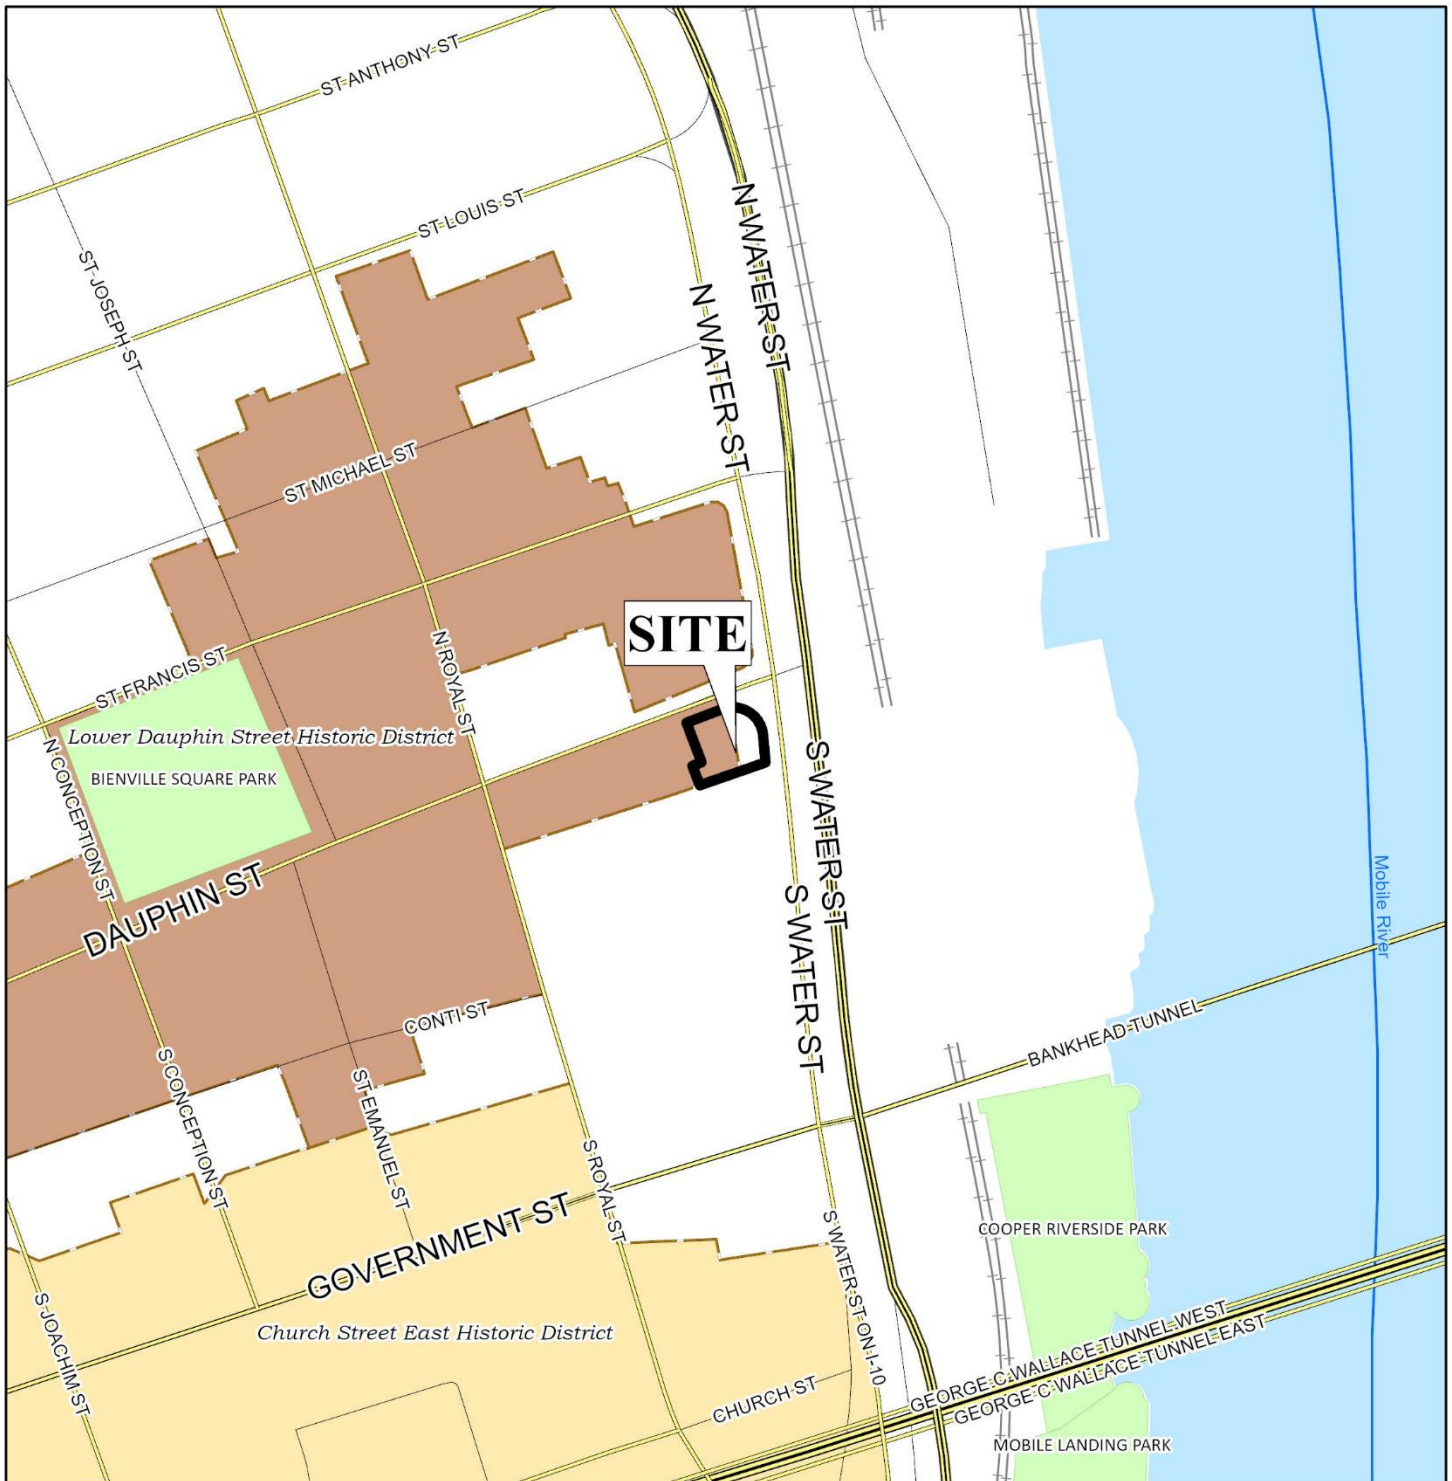 ST ANTHONY ST
ST LOUIS ST
N WATER ST
ST JOSEPH ST
N WATER ST
ST MICHAEL ST
SITE
N ROYAL ST
ST FRANCIS ST
Lower Dauphin Street Historic District
BIENVILLE SQUARE PARK
N CONCEPTION ST
S WATER ST
DAUPHIN ST
S WATER ST
Mobile River
CONTI ST
BANKHEAD TUNNEL
S CONCEPTION ST
ST EMANUEL ST
S ROYAL ST
GOVERNMENT ST
S WATER ST ON I-10
COOPER RIVERSIDE PARK
S JOACHIM ST
Church Street East Historic District
GEORGE C WALLACE TUNNEL WEST
GEORGE C WALLACE TUNNEL EAST
CHURCH ST
MOBILE LANDING PARK